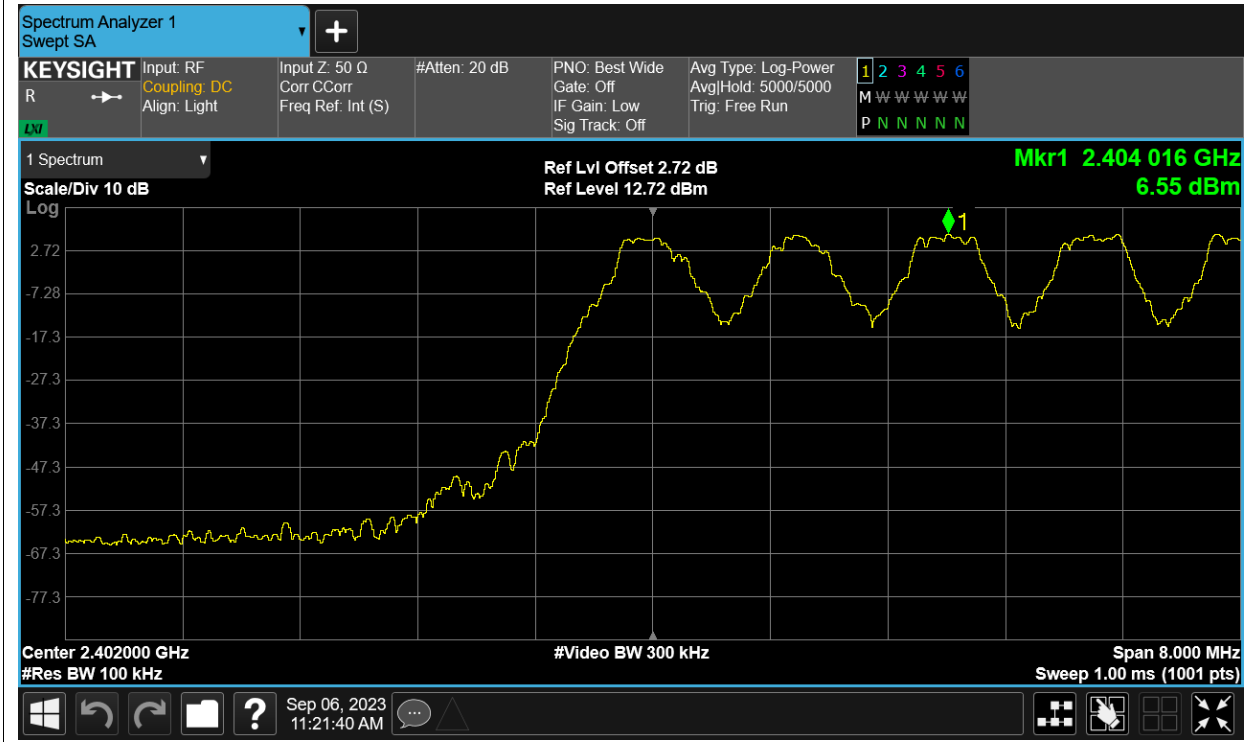 Spectrum Analyzer 1
Swept SA
KEYSIGHT
R
LXI
Input: RF
Coupling: DC
Align: Light
Input Z: 50 Ω
Corr CCorr
Freq Ref: Int (S)
#Atten: 20 dB
PNO: Best Wide
Gate: Off
IF Gain: Low
Sig Track: Off
Avg Type: Log-Power
Avg|Hold: 5000/5000
Trig: Free Run
1 2 3 4 5 6
M W W W W W W
P N N N N N N
1 Spectrum
Scale/Div 10 dB
Ref Lvl Offset 2.72 dB
Ref Level 12.72 dBm
Mkr1 2.404 016 GHz
6.55 dBm
Log
1
2.72
-7.28
-17.3
-27.3
-37.3
-47.3
-57.3
-67.3
-77.3
Center 2.402000 GHz
#Video BW 300 kHz
Span 8.000 MHz
#Res BW 100 kHz
Sweep 1.00 ms (1001 pts)
?
Sep 06, 2023
11:21:40 AM